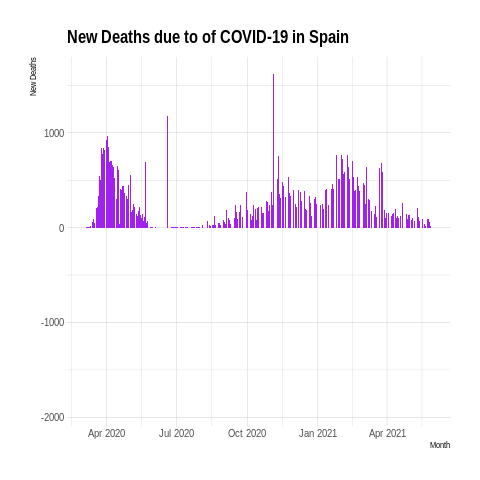 New Deaths due to of COVID-19 in Spain
New Deaths
1000
0
-1000
-2000
Apr 2020 Jul 2020 Oct 2020 Jan 2021 Apr 2021
Month